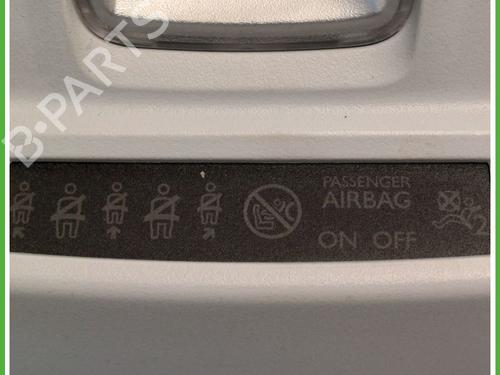 B-PARTS
PASSENGER
AIRBAG
ON OFF
2